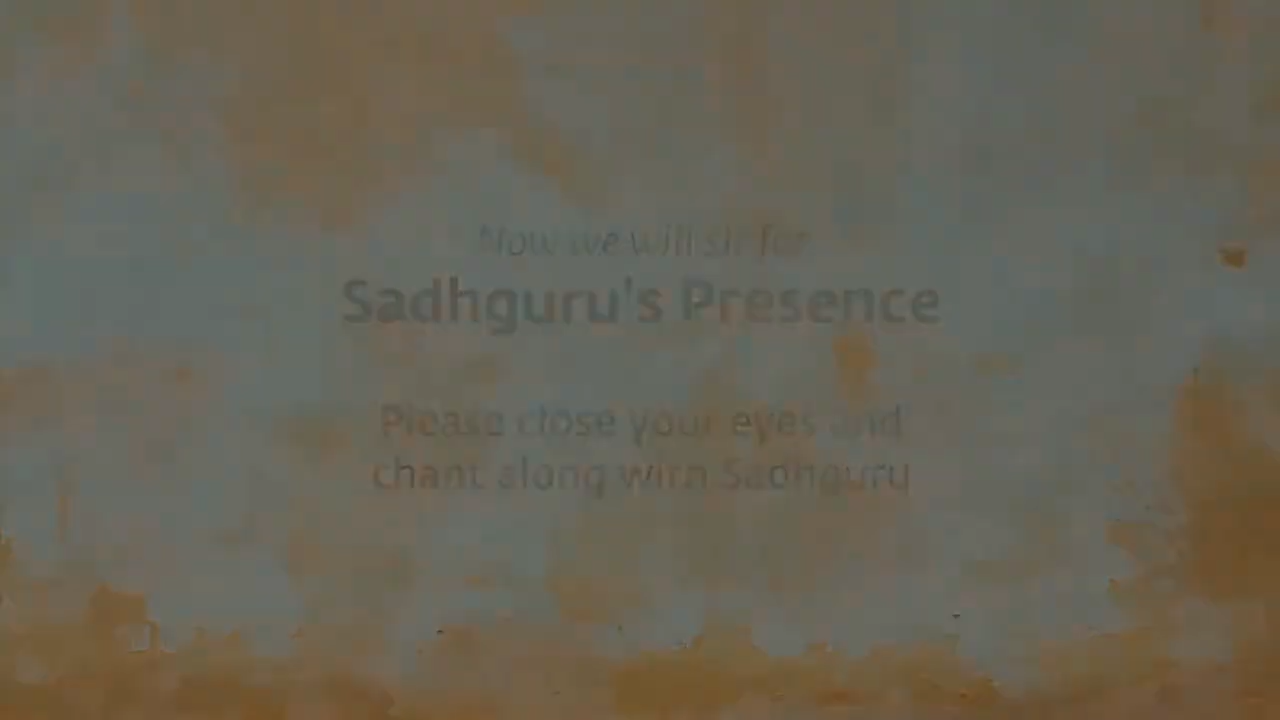 Now we will sit for
Sadhguru's Presence
Please close your eyes and
chant along with Sadhguru